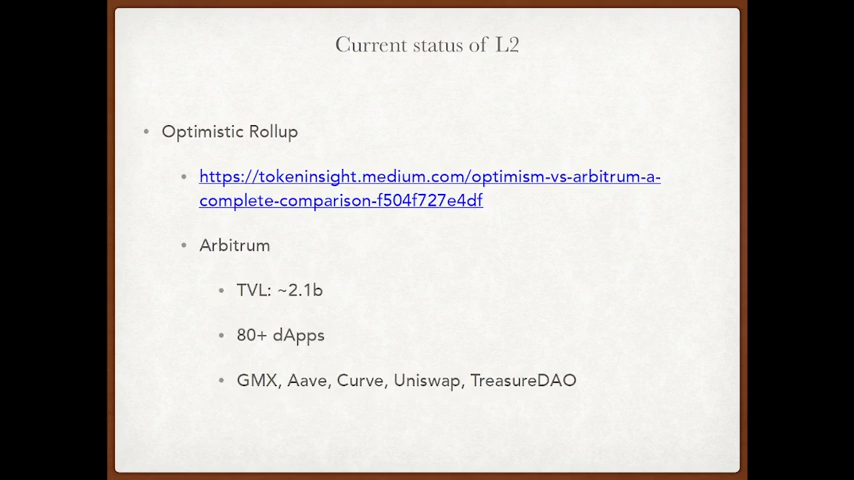 Current status of L2
• Optimistic Rollup
• https://tokeninsight.medium.com/optimism-vs-arbitrum-a-
complete-comparison-f504f727e4df
• Arbitrum
• TVL: ~2.1b
• 80+ dApps
• GMX, Aave, Curve, Uniswap, TreasureDAO